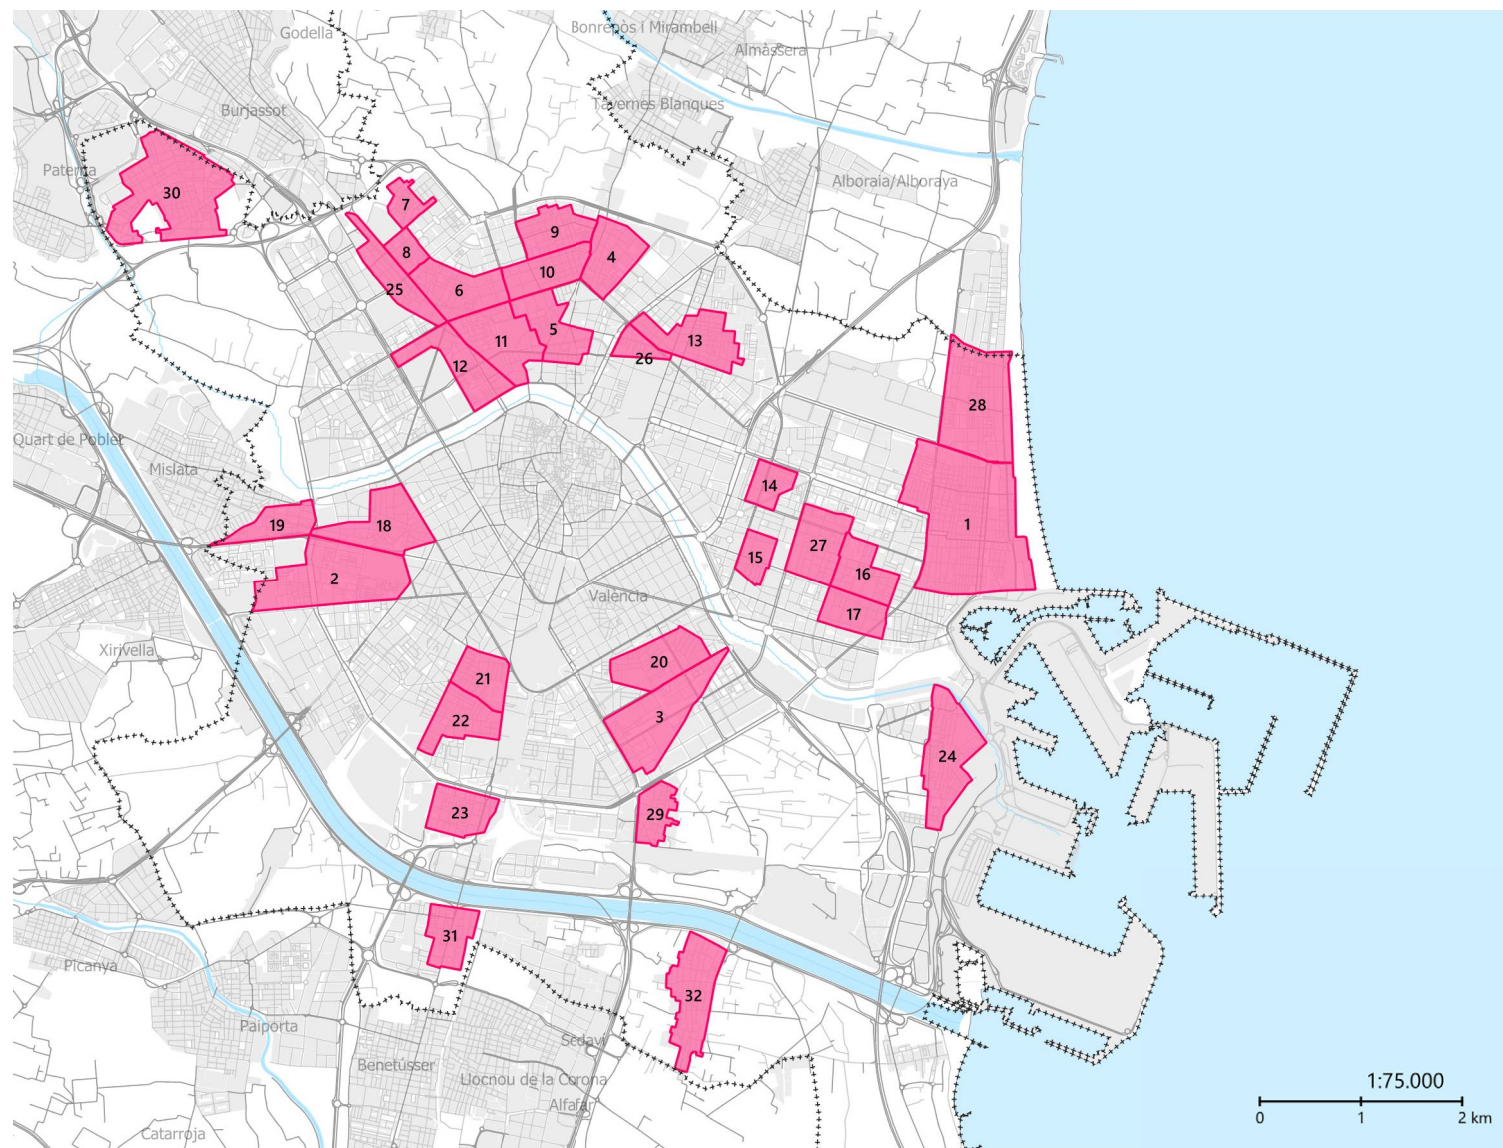 Godella
Bonrepòs i Mirambell
Almàssera
Burjassot
Tavernes Blanques
Paterna
30
Alboraia/Alboraya
7
9
8
4
10
25
6
5
11
13
26
12
28
Quart de Poblet
Mislata
14
19
18
1
27
15
16
2
València
17
Xirivella
20
21
3
22
24
23
29
31
Picanya
32
Paiporta
Sedaví
Benetússer
Llocnou de la Corona
Alfafar
Catarroja
1:75.000
0 1 2 km